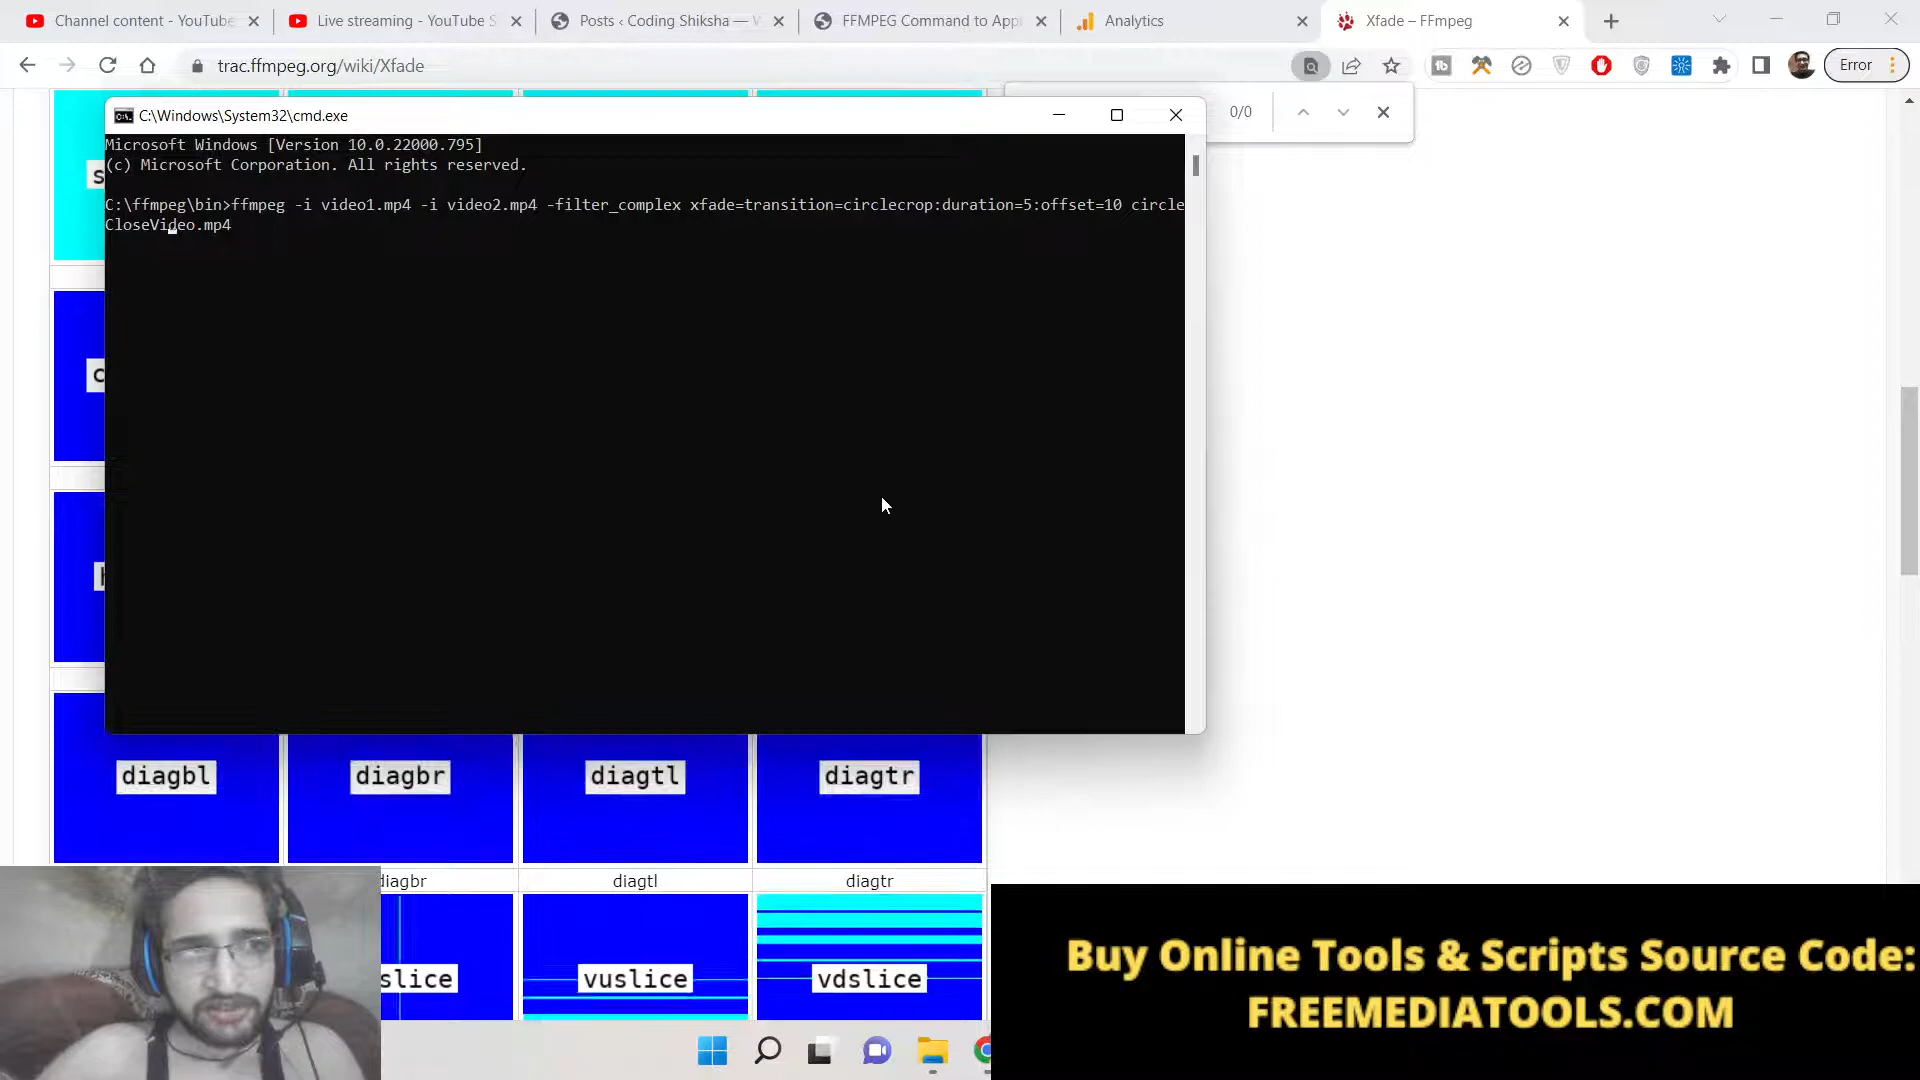 Channel content - YouTube
Live streaming - YouTube S
Posts ‹ Coding Shiksha —
FFMPEG Command to App
Analytics
Xfade – FFmpeg
trac.ffmpeg.org/wiki/Xfade
Error
0/0
C:\Windows\System32\cmd.exe
Microsoft Windows [Version 10.0.22000.795]
(c) Microsoft Corporation. All rights reserved.
C:\ffmpeg\bin>ffmpeg -i video1.mp4 -i video2.mp4 -filter_complex xfade=transition=circlecrop:duration=5:offset=10 circle
CloseVideo.mp4
diagbl
diagbr
diagtl
diagtr
diagbr
diagtl
diagtr
slice
vuslice
vdslice
Buy Online Tools & Scripts Source Code:
FREEMEDIATOOLS.COM